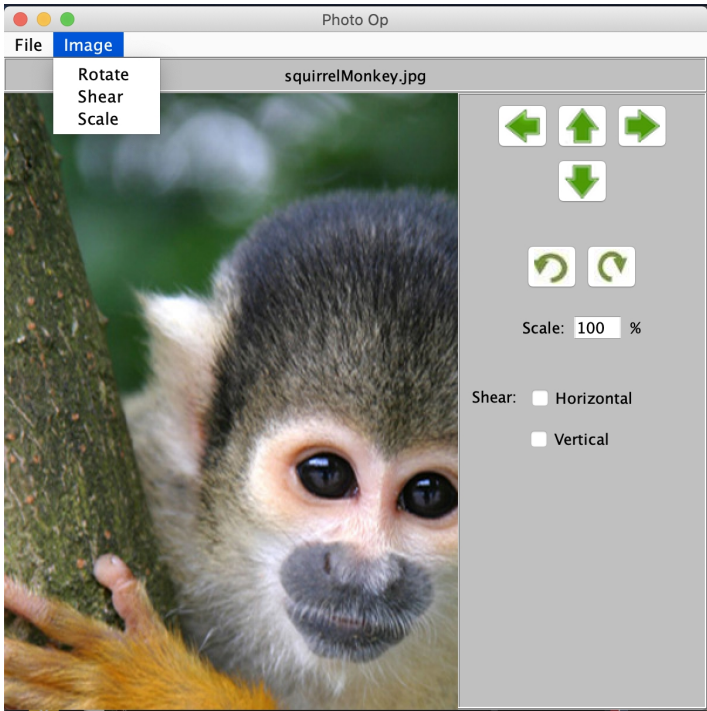 Photo Op
File Image
squirrelMonkey.jpg
Rotate
Shear
Scale
Scale: 100 %
Shear: Horizontal
Vertical